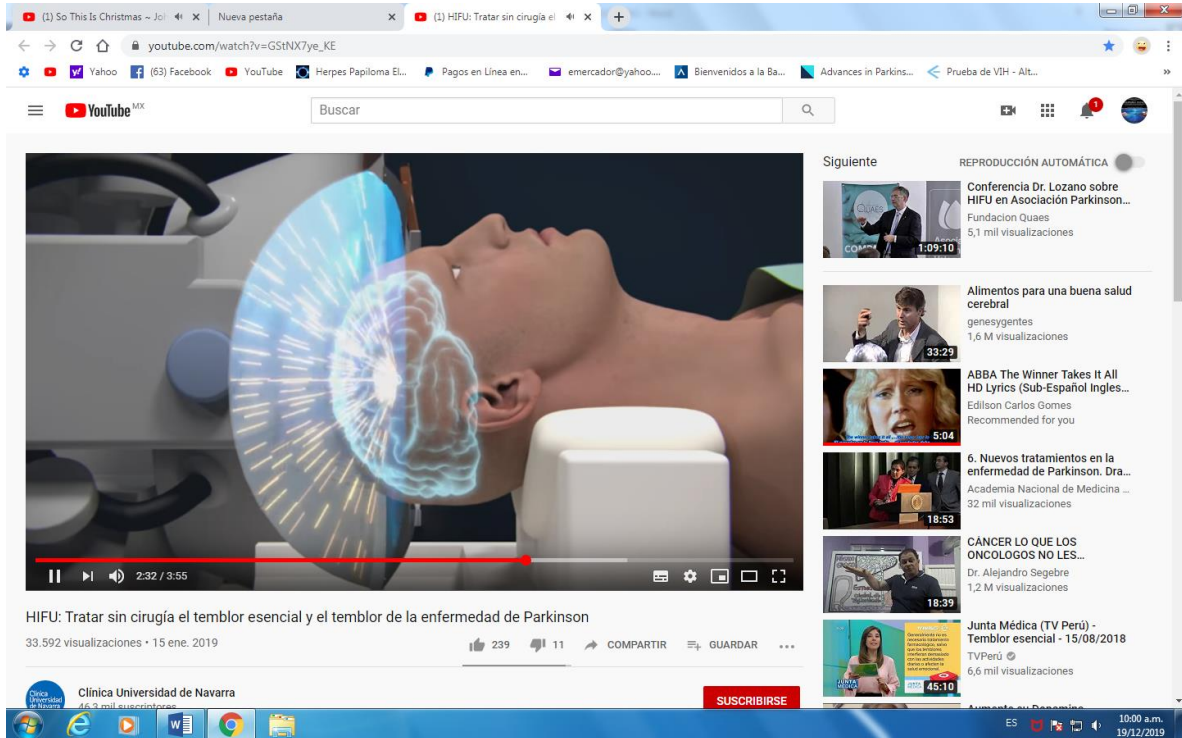 (1) So This Is Christmas ~ Jo
Nueva pestaña
(1) HIFU: Tratar sin cirugía el
youtube.com/watch?v=GStNX7ye_KE
Yahoo
(63) Facebook
YouTube
Herpes Papiloma El...
Pagos en Línea en...
emercador@yahoo....
Bienvenidos a la Ba...
Advances in Parkins...
Prueba de VIH - Alt...
»
YouTube MX
Buscar
1
Siguiente
REPRODUCCIÓN AUTOMÁTICA
Conferencia Dr. Lozano sobre
HIFU en Asociación Parkinson...
Fundacion Quaes
5,1 mil visualizaciones
1:09:10
Alimentos para una buena salud
cerebral
genesygentes
1,6 M visualizaciones
33:29
ABBA The Winner Takes It All
HD Lyrics (Sub-Español Ingles...
Edilson Carlos Gomes
Recommended for you
5:04
6. Nuevos tratamientos en la
enfermedad de Parkinson. Dra...
Academia Nacional de Medicina ...
32 mil visualizaciones
18:53
CÁNCER LO QUE LOS
ONCOLOGOS NO LES...
Dr. Alejandro Segebre
1,2 M visualizaciones
18:39
Junta Médica (TV Perú) -
Temblor esencial - 15/08/2018
TVPerú
6,6 mil visualizaciones
45:10
2:32 / 3:55
HIFU: Tratar sin cirugía el temblor esencial y el temblor de la enfermedad de Parkinson
33.592 visualizaciones • 15 ene. 2019
239
11
COMPARTIR
GUARDAR
...
Clínica Universidad de Navarra
46,3 mil suscriptores
SUSCRIBIRSE
Aumente su Dopamina
ES
10:00 a.m.
19/12/2019